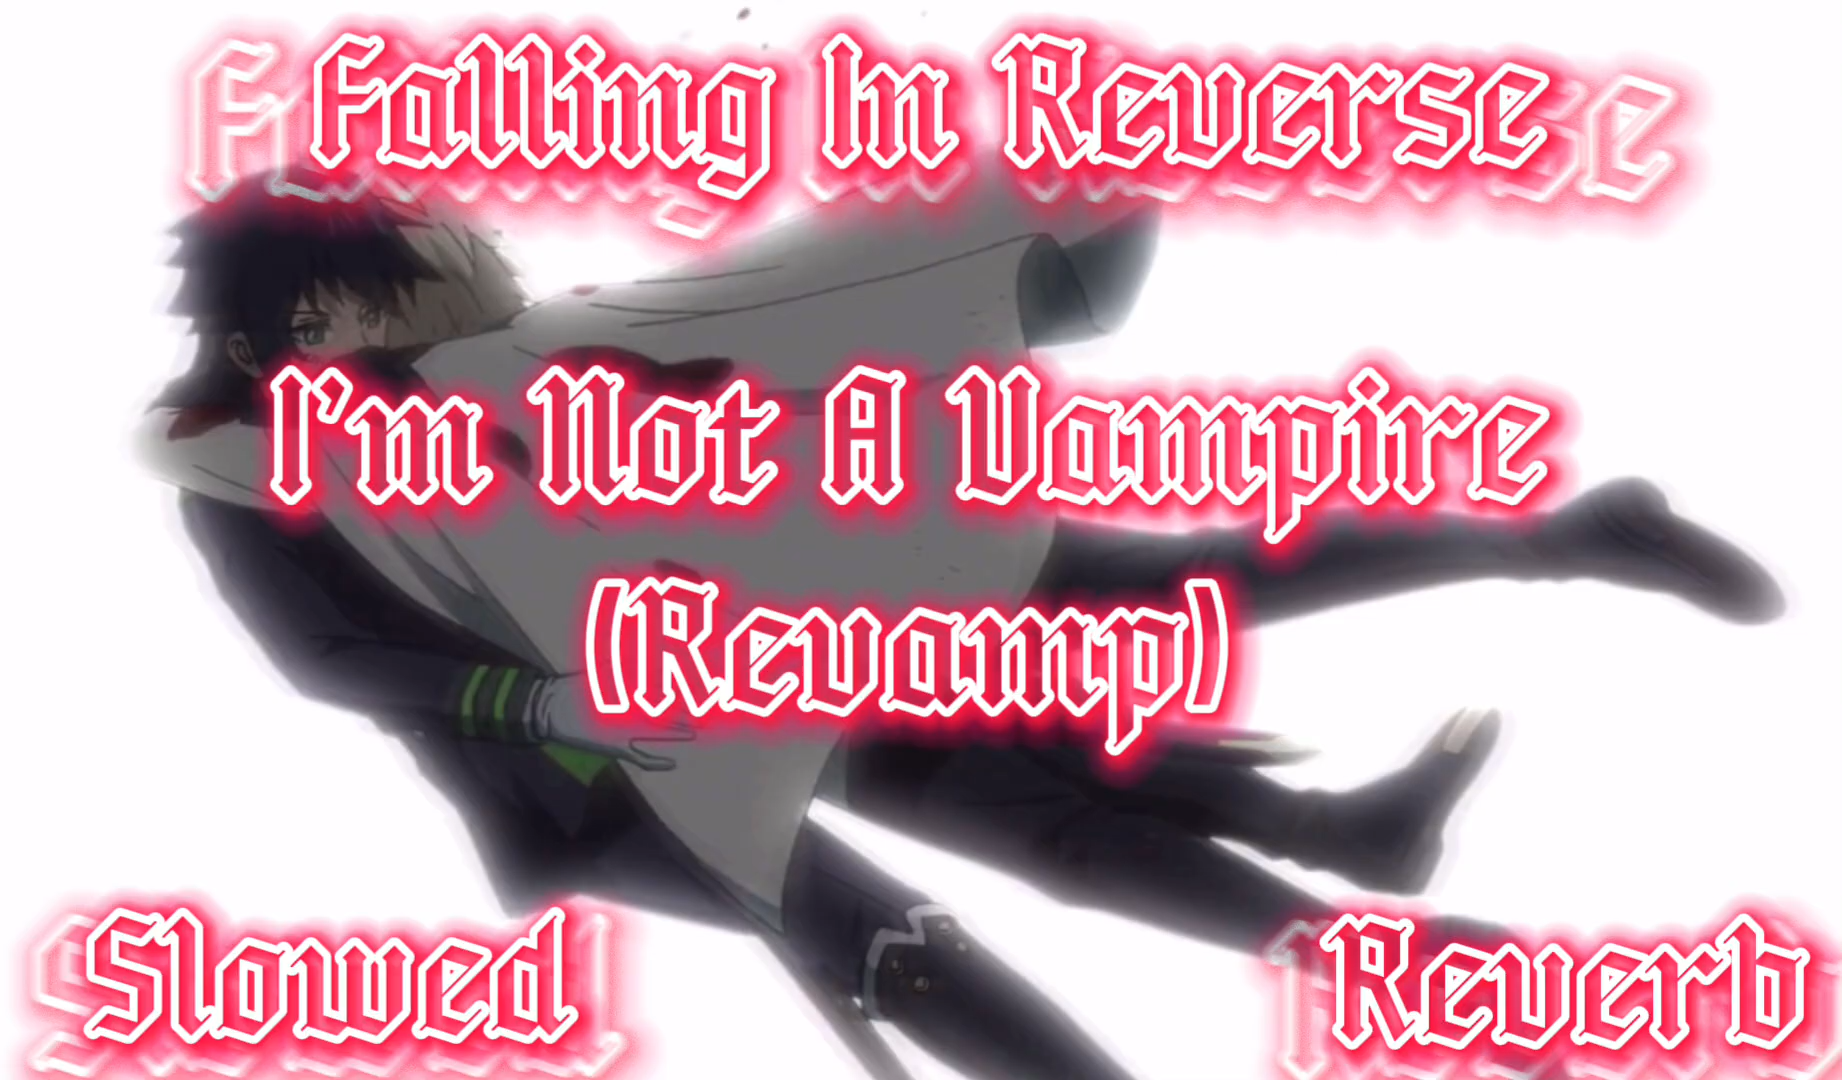 Falling In Reverse
I'm Not A Vampire
(Revamp)
Slowed
Reverb